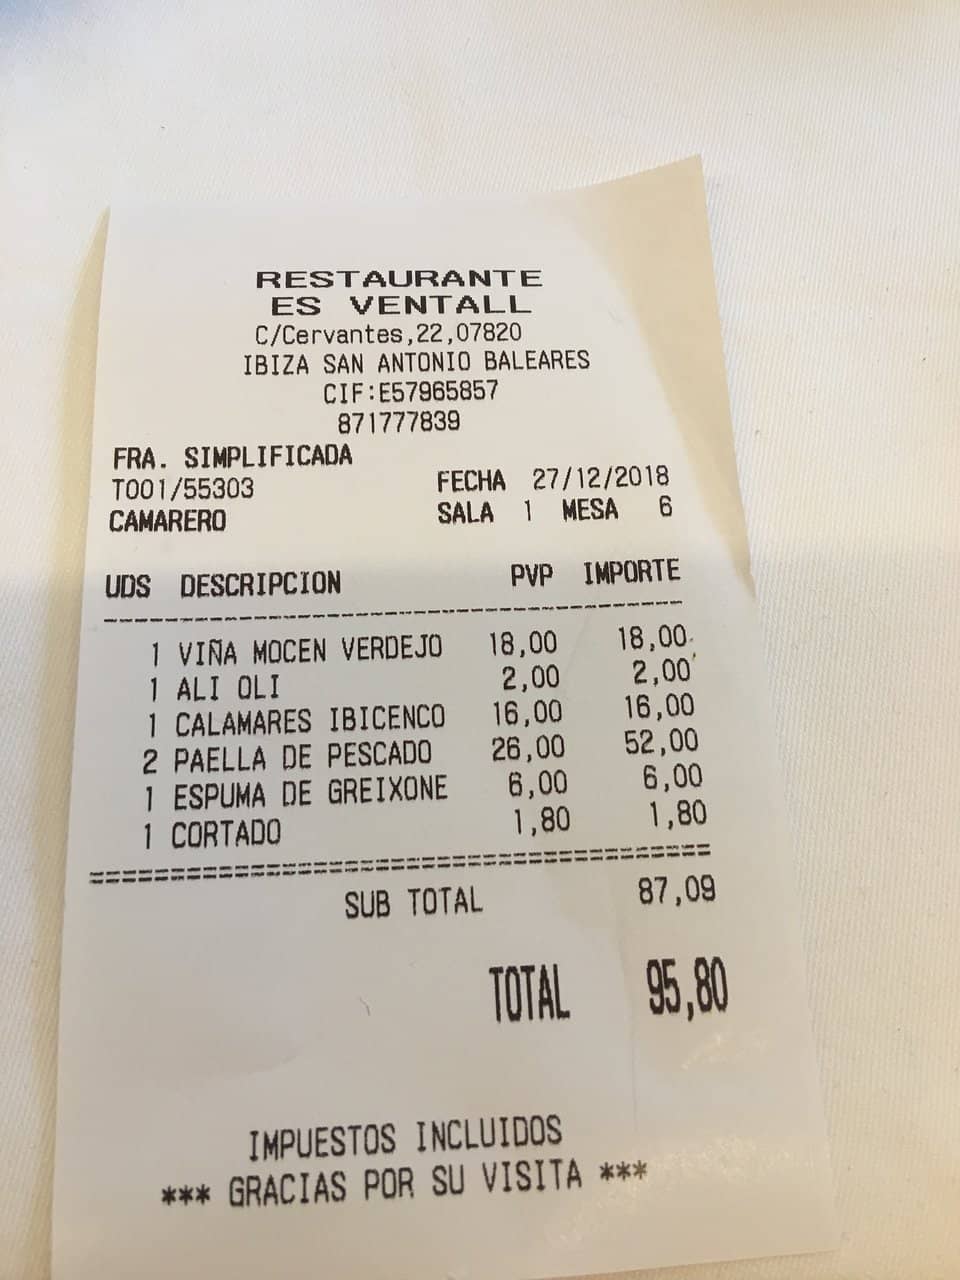 RESTAURANTE
ES VENTALL
C/Cervantes,22,07820
IBIZA SAN ANTONIO BALEARES
CIF:E57965857
871777839
FRA. SIMPLIFICADA
T001/55303 FECHA 27/12/2018
CAMARERO SALA 1 MESA 6
UDS DESCRIPCION PVP IMPORTE
1 VIÑA MOCEN VERDEJO 18,00 18,00
1 ALI OLI 2,00 2,00
1 CALAMARES IBICENCO 16,00 16,00
2 PAELLA DE PESCADO 26,00 52,00
1 ESPUMA DE GREIXONE 6,00 6,00
1 CORTADO 1,80 1,80
SUB TOTAL 87,09
TOTAL 95,80
IMPUESTOS INCLUIDOS
*** GRACIAS POR SU VISITA ***